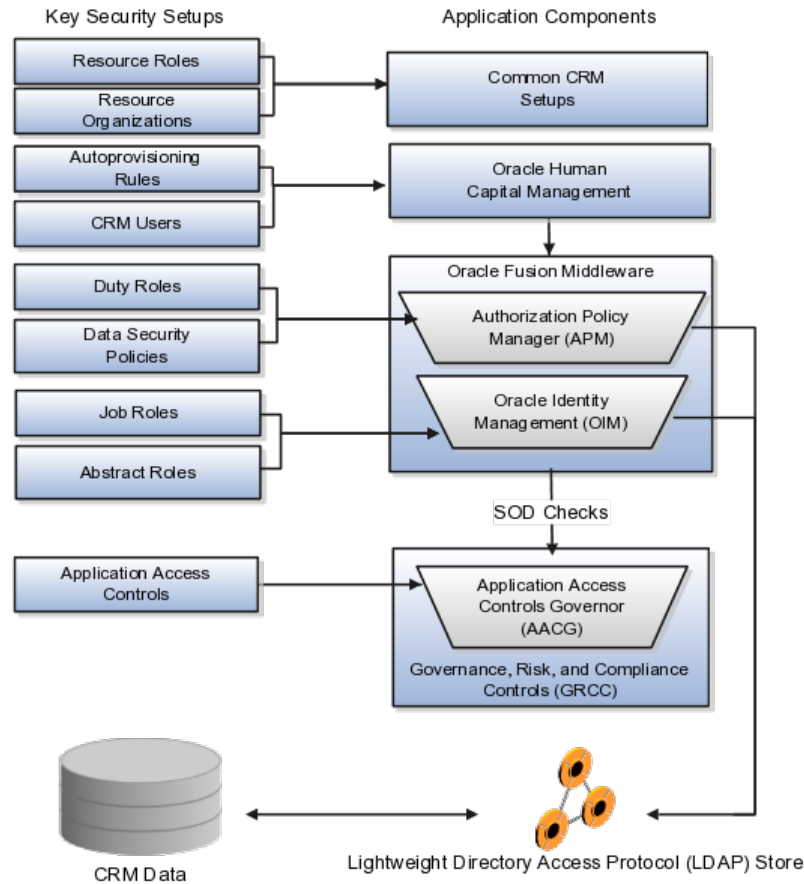 Key Security Setups
Application Components
Resource Roles
Resource
Organizations
Common CRM
Setups
Autoprovisioning
Rules
CRM Users
Oracle Human
Capital Management
Duty Roles
Data Security
Policies
Oracle Fusion Middleware
Authorization Policy
Manager (APM)
Job Roles
Abstract Roles
Oracle Identity
Management (OIM)
SOD Checks
Application Access
Controls
Application Access
Controls Governor
(AACG)
Governance, Risk, and Compliance
Controls (GRCC)
CRM Data
Lightweight Directory Access Protocol (LDAP) Store